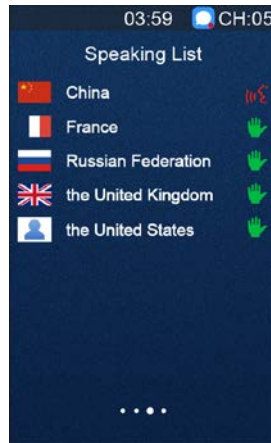 03:59 CH:05
Speaking List
China
France
Russian Federation
the United Kingdom
the United States